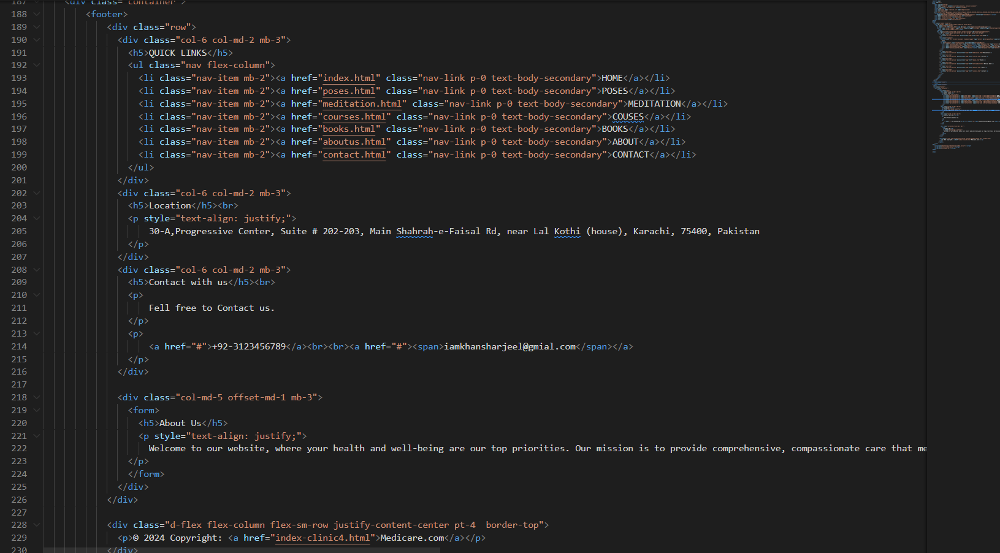 187 <div class="container">
188 <footer>
189 <div class="row">
190 <div class="col-6 col-md-2 mb-3">
191 <h5>QUICK LINKS</h5>
192 <ul class="nav flex-column">
193 <li class="nav-item mb-2"><a href="index.html" class="nav-link p-0 text-body-secondary">HOME</a></li>
194 <li class="nav-item mb-2"><a href="poses.html" class="nav-link p-0 text-body-secondary">POSES</a></li>
195 <li class="nav-item mb-2"><a href="meditation.html" class="nav-link p-0 text-body-secondary">MEDITATION</a></li>
196 <li class="nav-item mb-2"><a href="courses.html" class="nav-link p-0 text-body-secondary">COUSES</a></li>
197 <li class="nav-item mb-2"><a href="books.html" class="nav-link p-0 text-body-secondary">BOOKS</a></li>
198 <li class="nav-item mb-2"><a href="aboutus.html" class="nav-link p-0 text-body-secondary">ABOUT</a></li>
199 <li class="nav-item mb-2"><a href="contact.html" class="nav-link p-0 text-body-secondary">CONTACT</a></li>
200 </ul>
201 </div>
202 <div class="col-6 col-md-2 mb-3">
203 <h5>Location</h5><br>
204 <p style="text-align: justify;">
205 30-A,Progressive Center, Suite # 202-203, Main Shahrah-e-Faisal Rd, near Lal Kothi (house), Karachi, 75400, Pakistan
206 </p>
207 </div>
208 <div class="col-6 col-md-2 mb-3">
209 <h5>Contact with us</h5><br>
210 <p>
211 Fell free to Contact us.
212 </p>
213 <p>
214 <a href="#">+92-3123456789</a><br><br><a href="#"><span>iamkhansharjeel@gmial.com</span></a>
215 </p>
216 </div>
217
218 <div class="col-md-5 offset-md-1 mb-3">
219 <form>
220 <h5>About Us</h5>
221 <p style="text-align: justify;">
222 Welcome to our website, where your health and well-being are our top priorities. Our mission is to provide comprehensive, compassionate care that me
223 </p>
224 </form>
225 </div>
226 </div>
227
228 <div class="d-flex flex-column flex-sm-row justify-content-center pt-4  border-top">
229 <p>© 2024 Copyright: <a href="index-clinic4.html">Medicare.com</a></p>
230 </div>